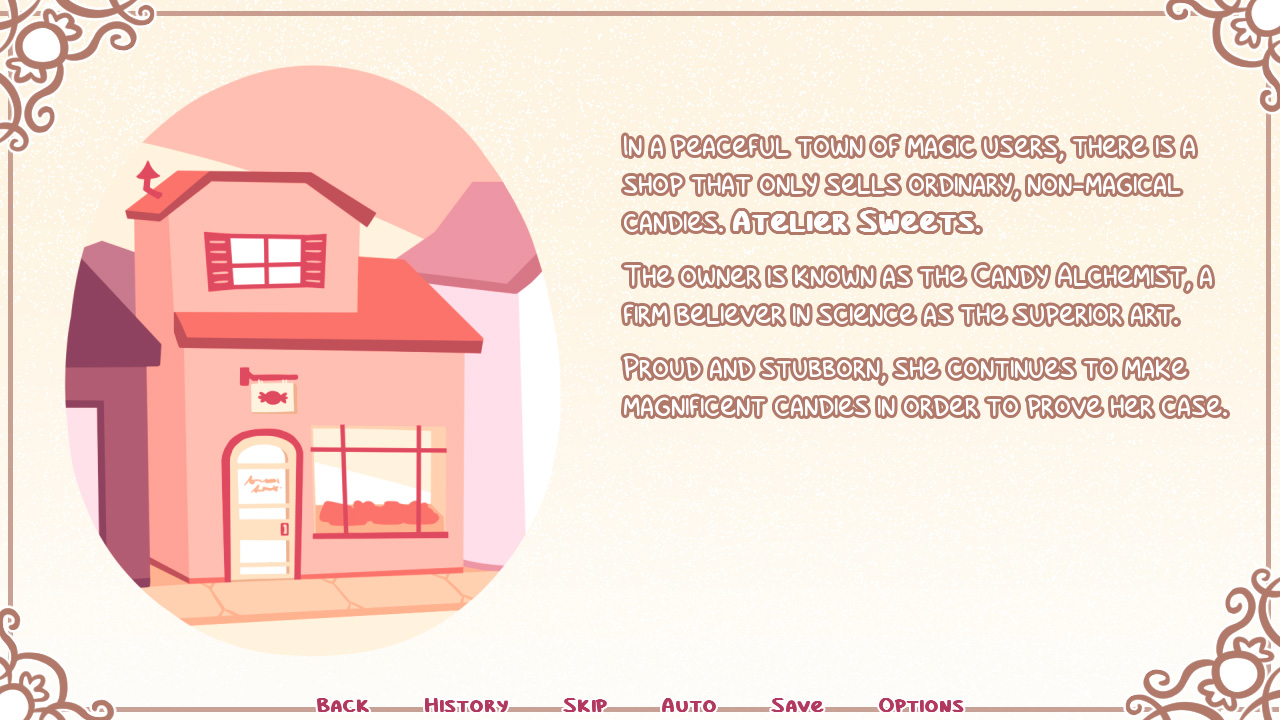 In a peaceful town of magic users, there is a
shop that only sells ordinary, non-magical
candies. Atelier Sweets.
The owner is known as the Candy Alchemist, a
firm believer in science as the superior art.
Proud and stubborn, she continues to make
magnificent candies in order to prove her case.
Back History Skip Auto Save Options